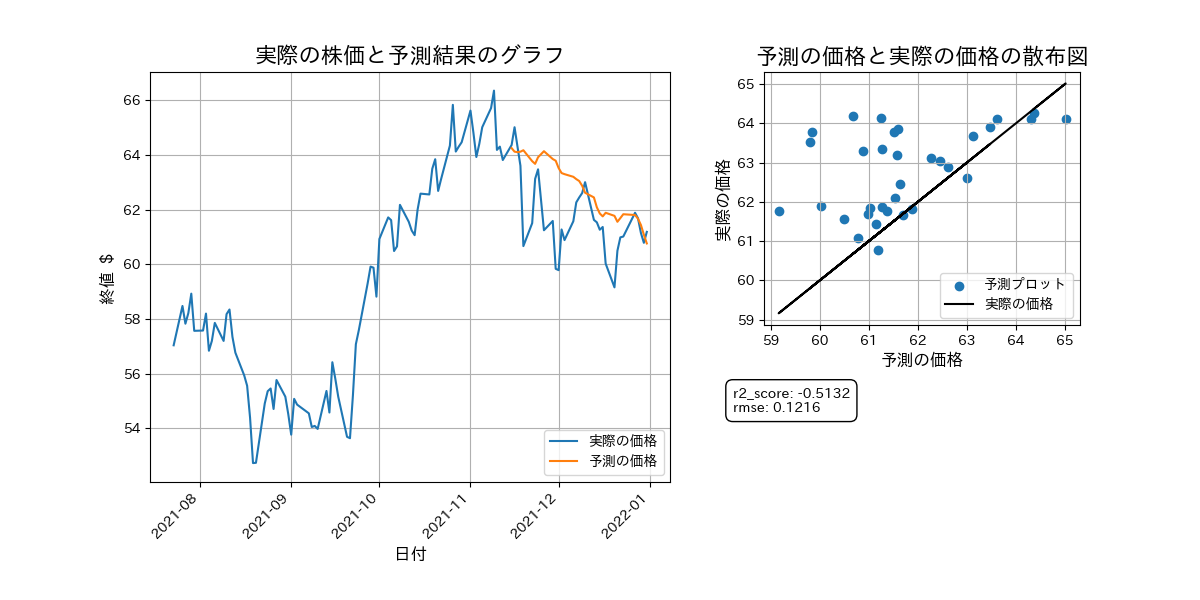 実際の株価と予測結果のグラフ
66
64
62
60
58
56
54
終値 $
2021-08
2021-09
2021-10
2021-11
2021-12
2022-01
日付
実際の価格
予測の価格
予測の価格と実際の価格の散布図
65
64
63
62
61
60
59
実際の価格
59
60
61
62
63
64
65
予測の価格
予測プロット
実際の価格
r2_score: -0.5132
rmse: 0.1216